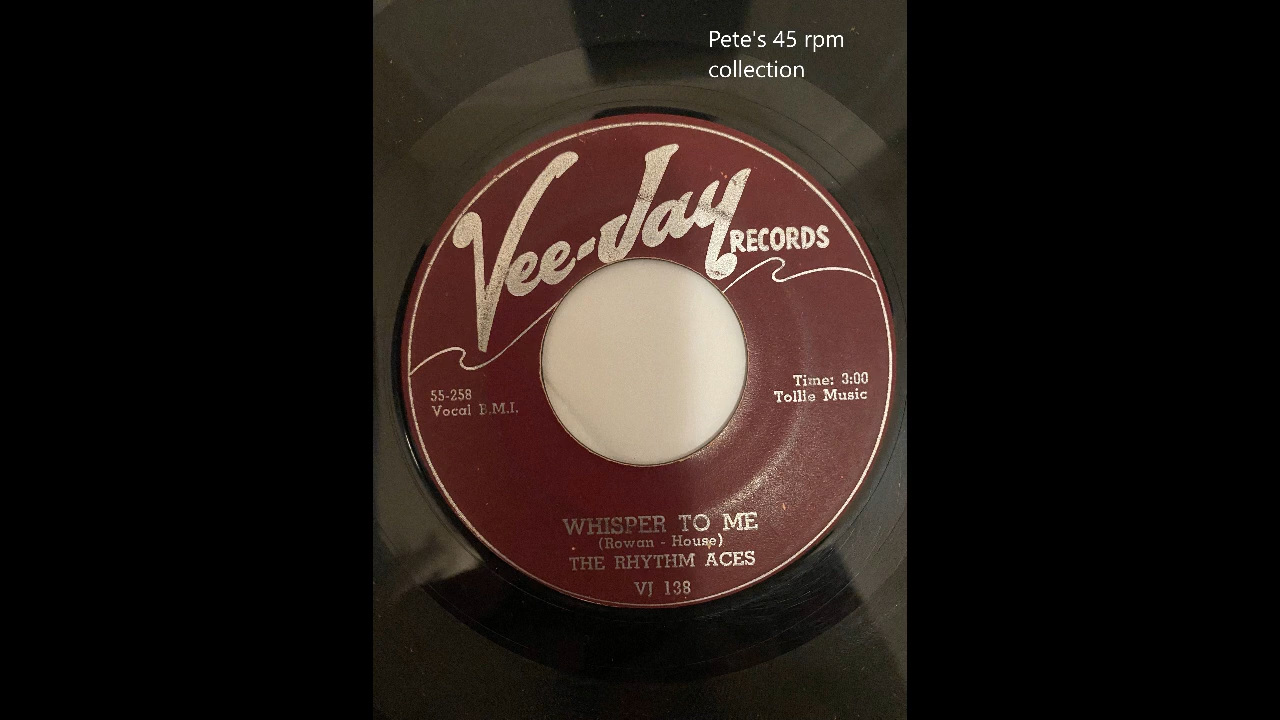 Pete's 45 rpm
collection
Vee-Jay
RECORDS
55-258
Vocal B.M.I.
Time: 3:00
Tollie Music
WHISPER TO ME
(Rowan - House)
THE RHYTHM ACES
VJ 138